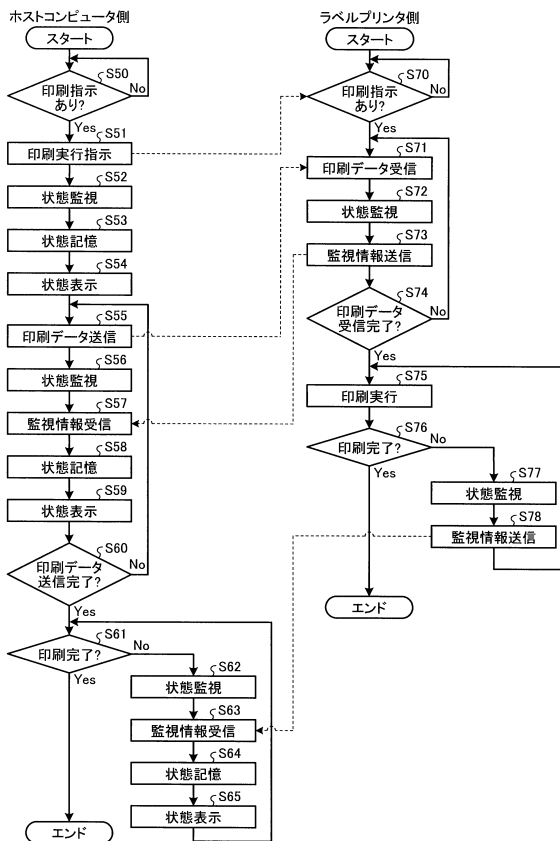 ホストコンピュータ側
スタート
S50
印刷指示
あり?
No
Yes
S51
印刷実行指示
S52
状態監視
S53
状態記憶
S54
状態表示
S55
印刷データ送信
S56
状態監視
S57
監視情報受信
S58
状態記憶
S59
状態表示
S60
印刷データ
送信完了?
No
Yes
S61
印刷完了?
No
Yes
S62
状態監視
S63
監視情報受信
S64
状態記憶
S65
状態表示
エンド
ラベルプリンタ側
スタート
S70
印刷指示
あり?
No
Yes
S71
印刷データ受信
S72
状態監視
S73
監視情報送信
S74
印刷データ
受信完了?
No
Yes
S75
印刷実行
S76
印刷完了?
No
Yes
S77
状態監視
S78
監視情報送信
エンド